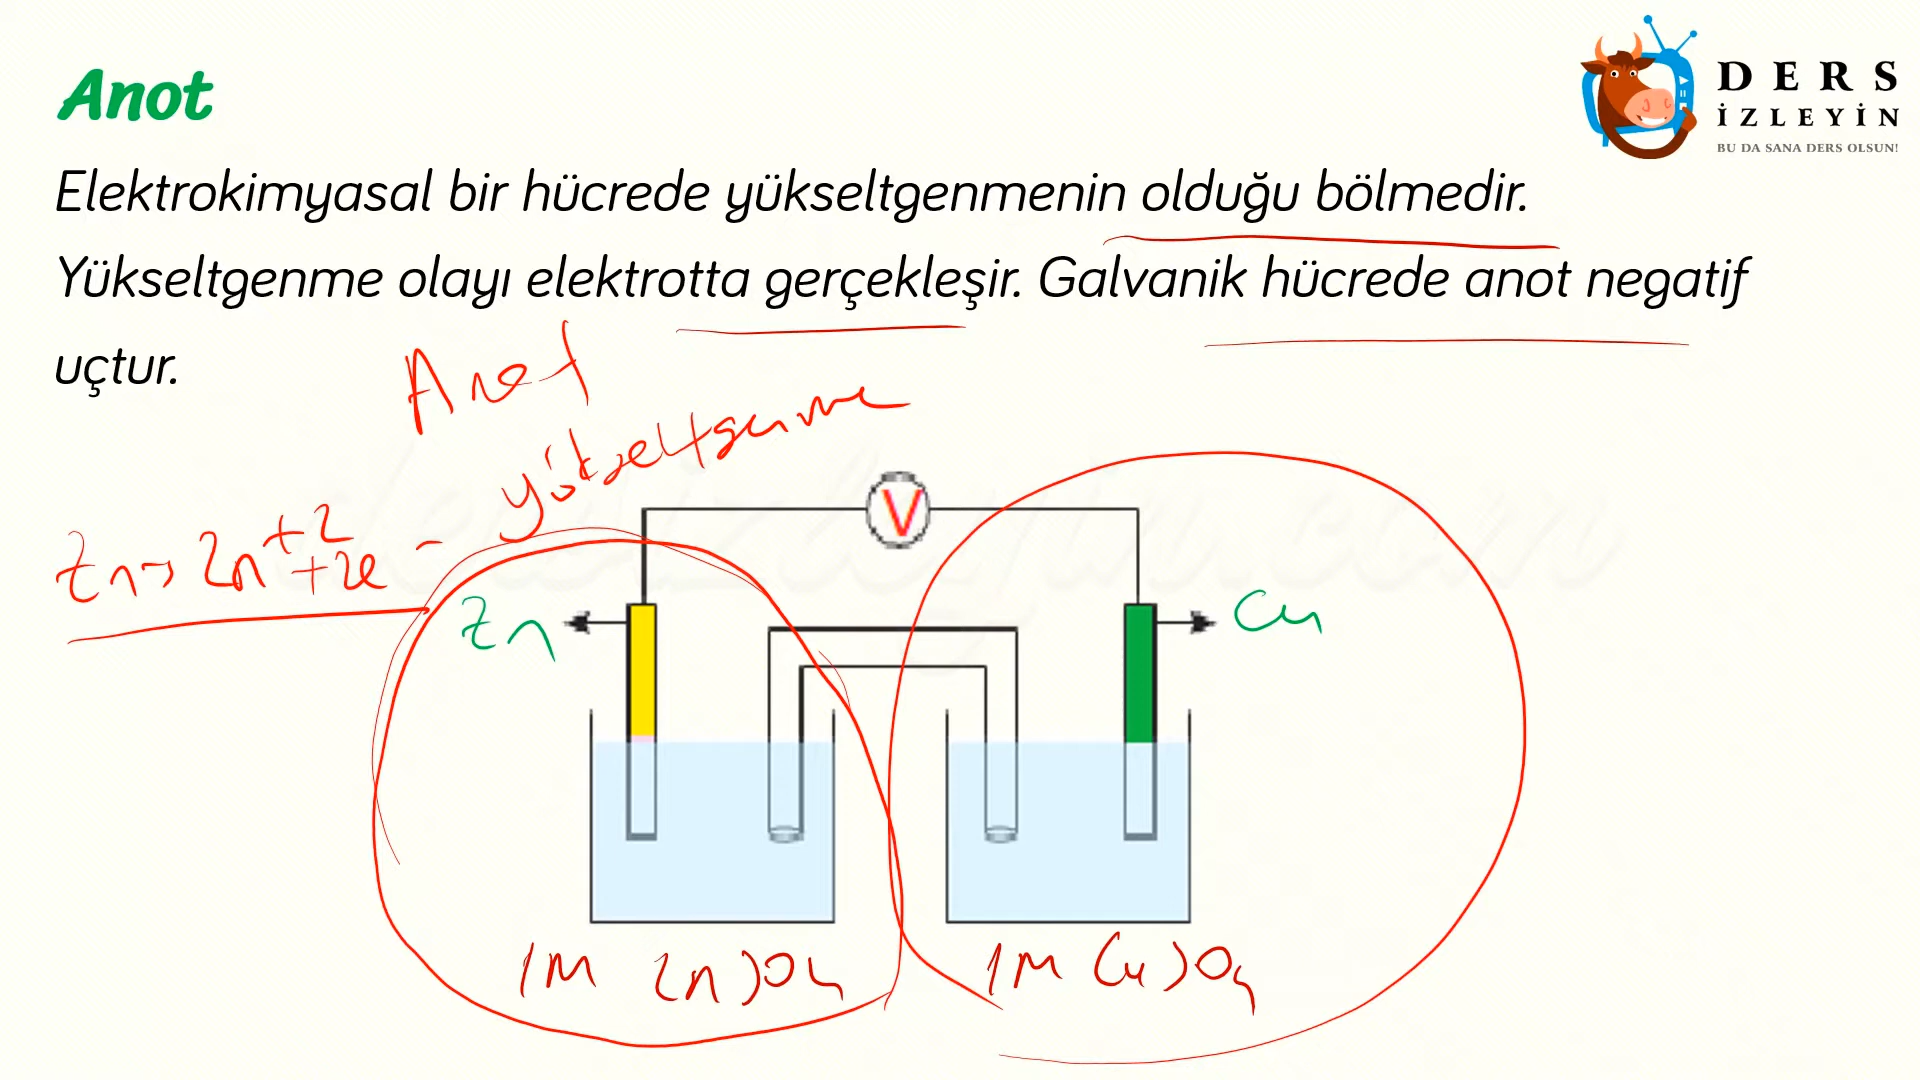 Anot
DERS
İZLEYİN
BU DA SANA DERS OLSUN!
Elektrokimyasal bir hücrede yükseltgenmenin olduğu bölmedir.
Yükseltgenme olayı elektrotta gerçekleşir. Galvanik hücrede anot negatif
uçtur.
Anot
yükseltgenme
Zn → Zn+2 + 2e-
V
Zn
Cu
1M ZnSO4
1M CuSO4